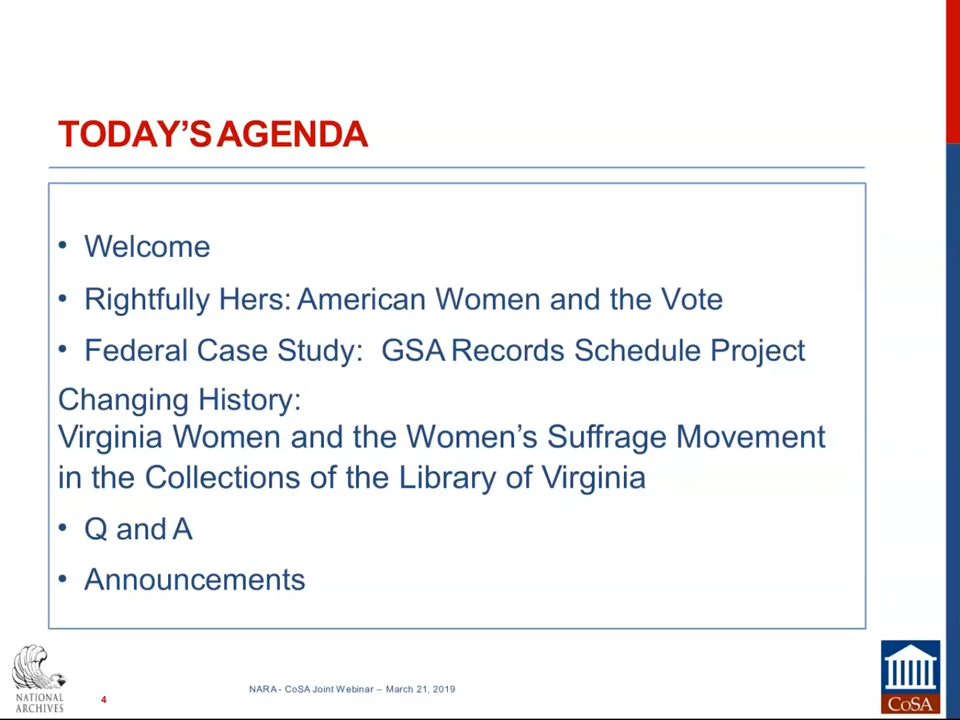 TODAY'S AGENDA
• Welcome
• Rightfully Hers: American Women and the Vote
• Federal Case Study: GSA Records Schedule Project
Changing History:
Virginia Women and the Women's Suffrage Movement
in the Collections of the Library of Virginia
• Q and A
• Announcements
NATIONAL
ARCHIVES
4
NARA - CoSA Joint Webinar – March 21, 2019
CoSA